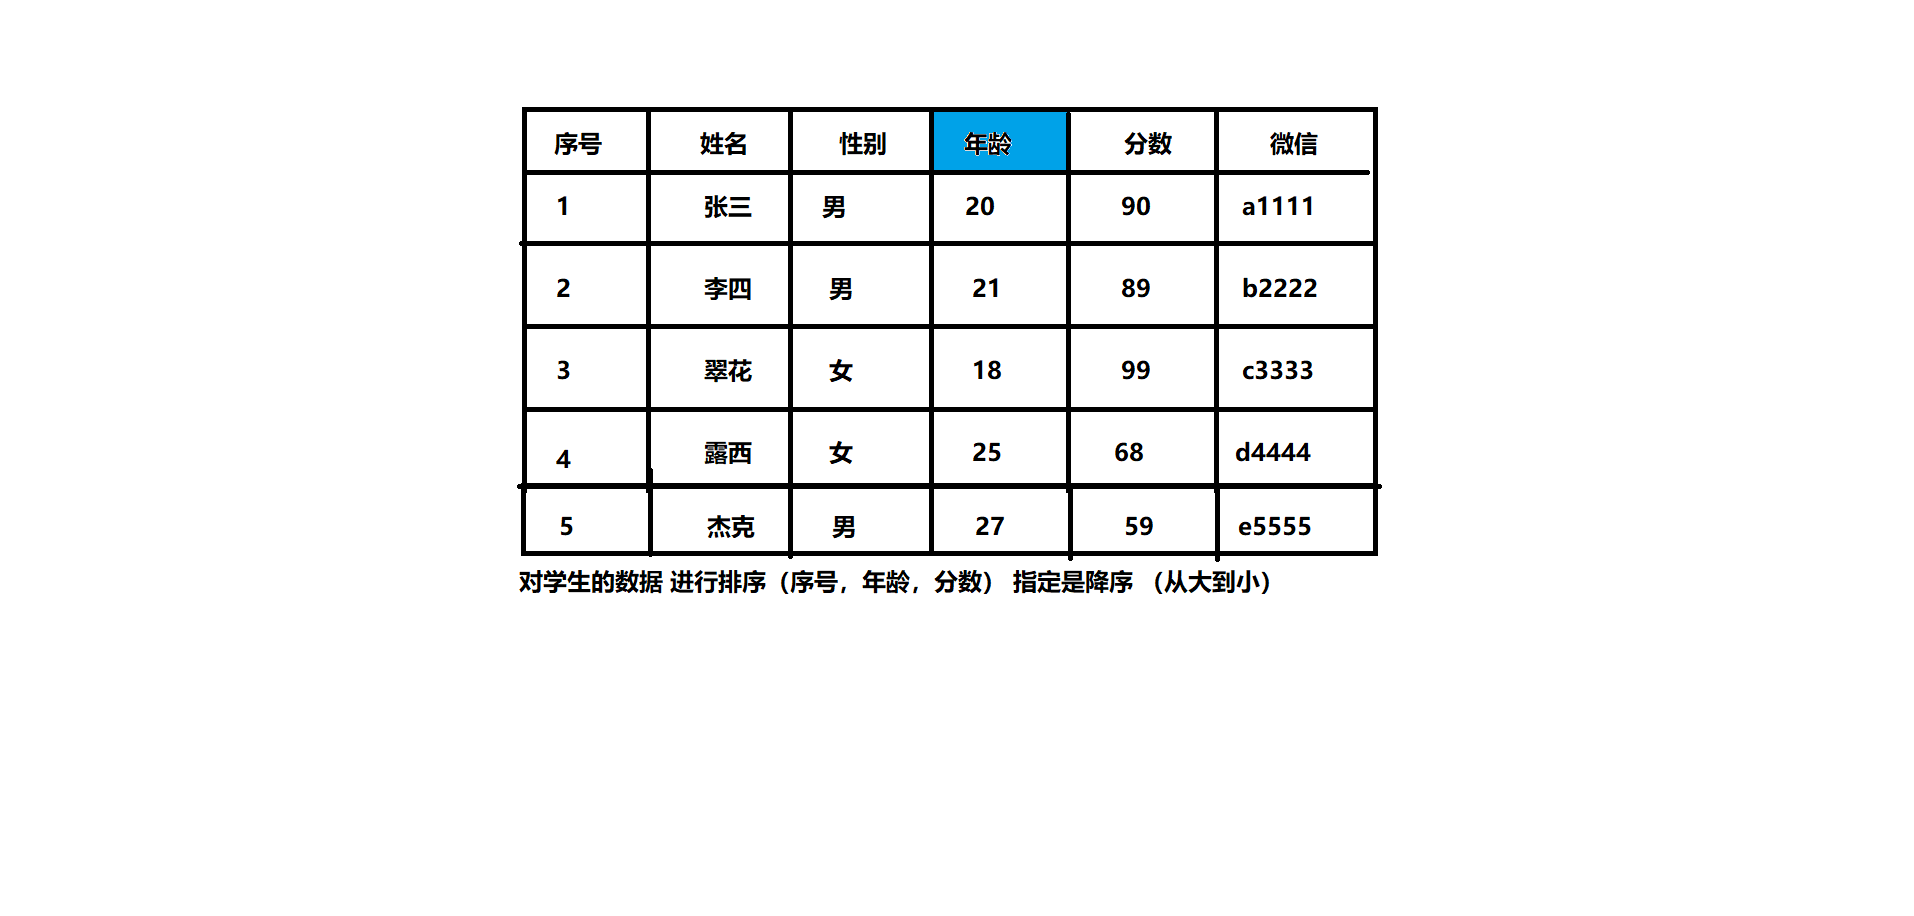 序号 姓名 性别 年龄 分数 微信
1 张三 男 20 90 a1111
2 李四 男 21 89 b2222
3 翠花 女 18 99 c3333
4 露西 女 25 68 d4444
5 杰克 男 27 59 e5555
对学生的数据 进行排序（序号，年龄，分数） 指定是降序 （从大到小）